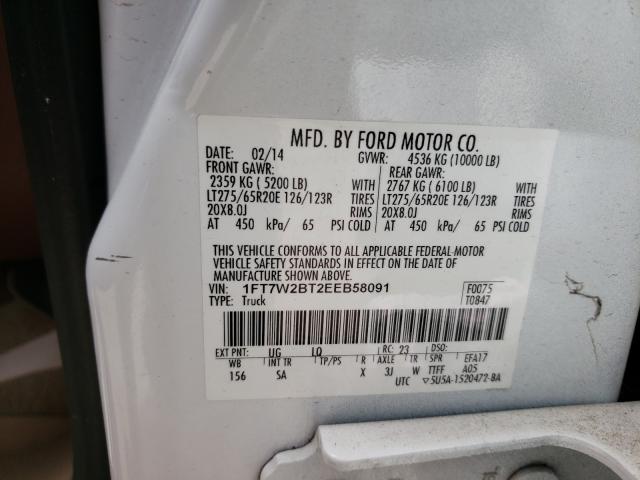 MFD. BY FORD MOTOR CO.
DATE: 02/14 GVWR: 4536 KG (10000 LB)
FRONT GAWR: REAR GAWR:
2359 KG ( 5200 LB) WITH 2767 KG ( 6100 LB) WITH
LT275/65R20E 126/123R TIRES LT275/65R20E 126/123R TIRES
20X8.0J RIMS 20X8.0J RIMS
AT 450 kPa/ 65 PSI COLD AT 450 kPa/ 65 PSI COLD
THIS VEHICLE CONFORMS TO ALL APPLICABLE FEDERAL MOTOR
VEHICLE SAFETY STANDARDS IN EFFECT ON THE DATE OF
MANUFACTURE SHOWN ABOVE.
VIN: 1FT7W2BT2EEB58091 F0075
TYPE: Truck T0847
EXT PNT: UG LQ RC: 23 DSO:
WB INT TR TP/PS R AXLE TR SPR EFA17
156 SA X 3J W TTFF A05
UTC ▽5U5A-1520472-BA